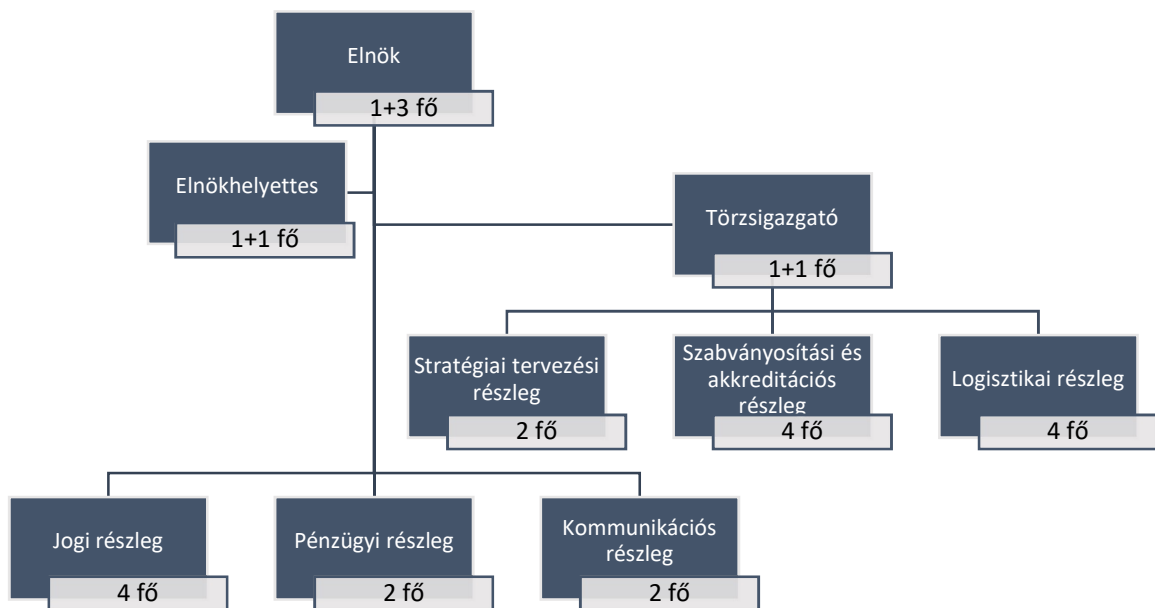 Elnök
1+3 fő
Elnökhelyettes
1+1 fő
Törzsigazgató
1+1 fő
Stratégiai tervezési
részleg
2 fő
Szabványosítási és
akkreditációs
részleg
4 fő
Logisztikai részleg
4 fő
Jogi részleg
4 fő
Pénzügyi részleg
2 fő
Kommunikációs
részleg
2 fő